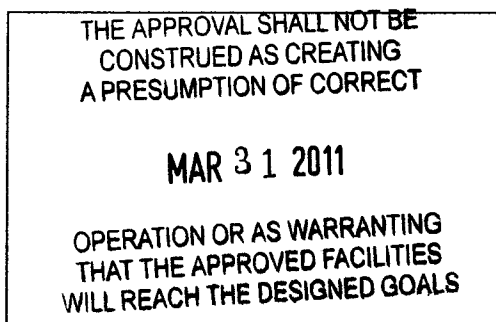 THE APPROVAL SHALL NOT BE
CONSTRUED AS CREATING
A PRESUMPTION OF CORRECT
MAR 31 2011
OPERATION OR AS WARRANTING
THAT THE APPROVED FACILITIES
WILL REACH THE DESIGNED GOALS